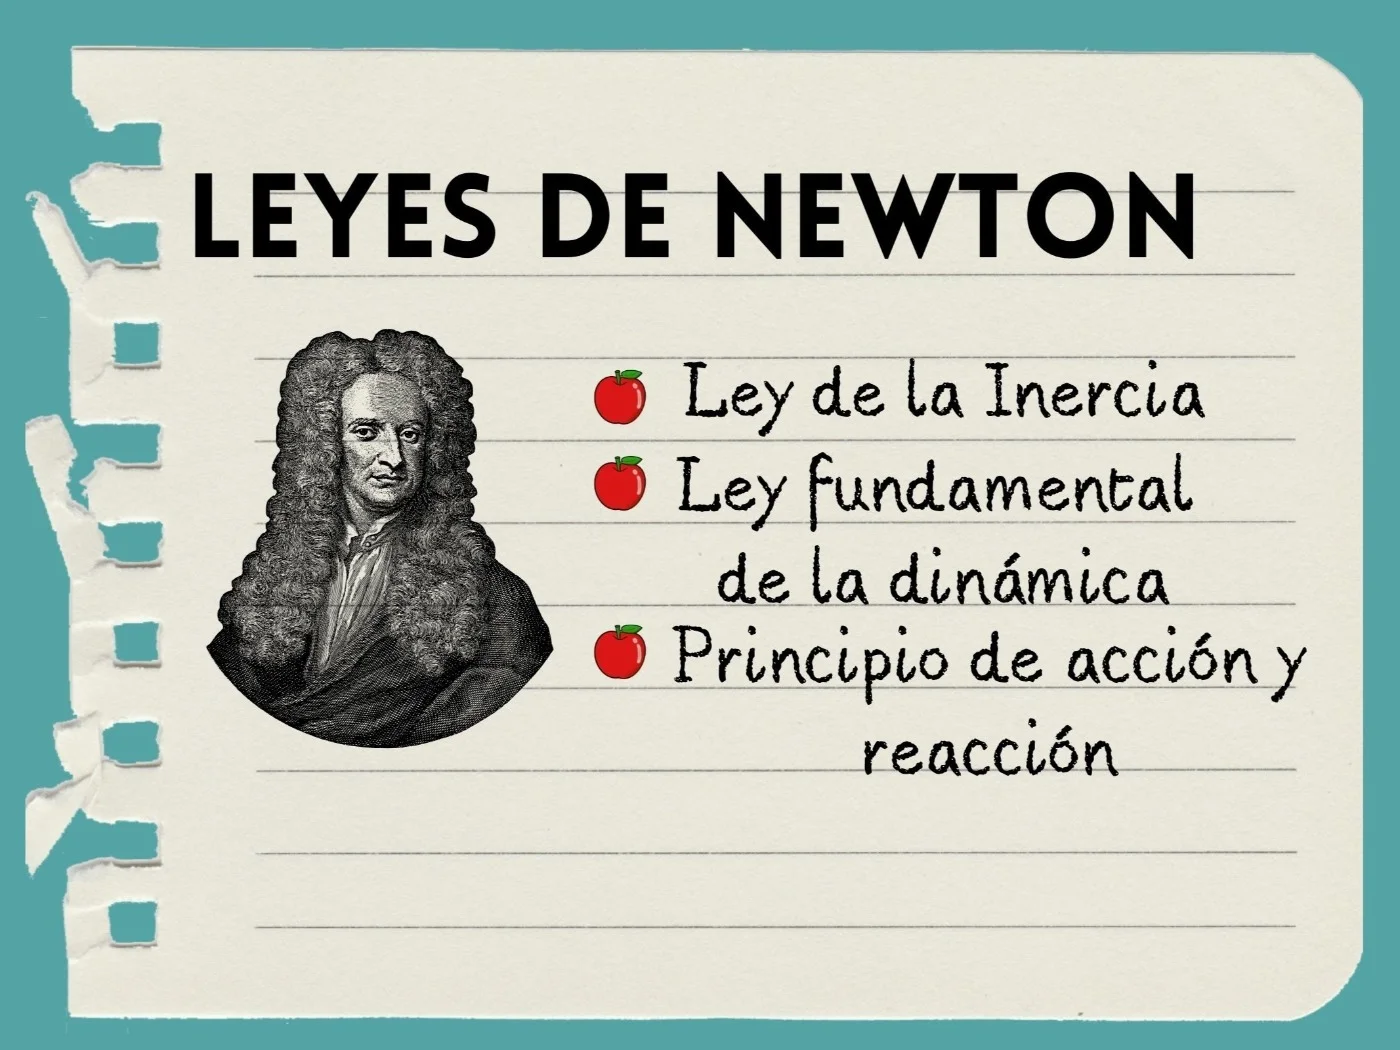 LEYES DE NEWTON
Ley de la Inercia
Ley fundamental
de la dinámica
Principio de acción y
reacción